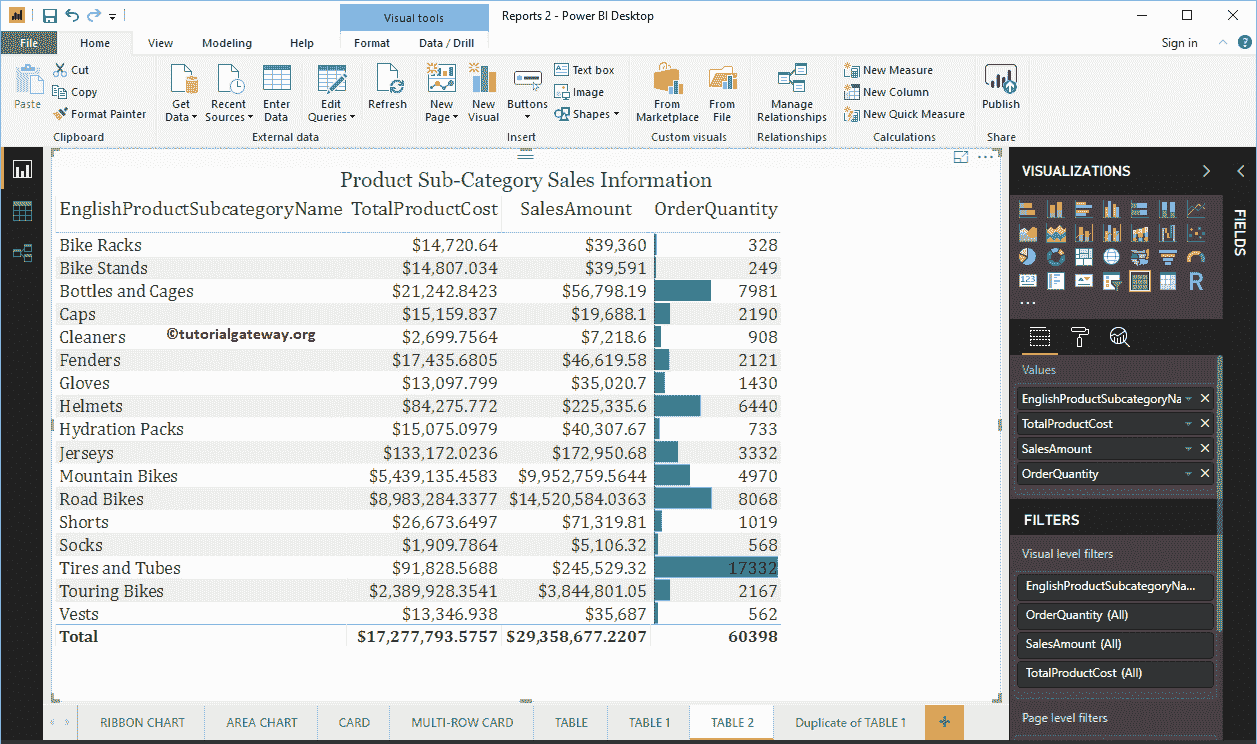 Visual tools
Reports 2 - Power BI Desktop
File Home View Modeling Help Format Data / Drill Sign in
Paste
Cut
Copy
Format Painter
Clipboard
Get Data
Recent Sources
Enter Data
Edit Queries
External data
Refresh
New Page
New Visual
Buttons
Text box
Image
Shapes
Insert
From Marketplace
From File
Custom visuals
Manage Relationships
Relationships
New Measure
New Column
New Quick Measure
Calculations
Publish
Share
Product Sub-Category Sales Information
EnglishProductSubcategoryName TotalProductCost SalesAmount OrderQuantity
Bike Racks $14,720.64 $39,360 328
Bike Stands $14,807.034 $39,591 249
Bottles and Cages $21,242.8423 $56,798.19 7981
Caps $15,159.837 $19,688.1 2190
©tutorialgateway.org
Cleaners $2,699.7564 $7,218.6 908
Fenders $17,435.6805 $46,619.58 2121
Gloves $13,097.799 $35,020.7 1430
Helmets $84,275.772 $225,335.6 6440
Hydration Packs $15,075.0979 $40,307.67 733
Jerseys $133,172.0236 $172,950.68 3332
Mountain Bikes $5,439,135.4583 $9,952,759.5644 4970
Road Bikes $8,983,284.3377 $14,520,584.0363 8068
Shorts $26,673.6497 $71,319.81 1019
Socks $1,909.7864 $5,106.32 568
Tires and Tubes $91,828.5688 $245,529.32 17332
Touring Bikes $2,389,928.3541 $3,844,801.05 2167
Vests $13,346.938 $35,687 562
Total $17,277,793.5757 $29,358,677.2207 60398
VISUALIZATIONS
123
R
Values
EnglishProductSubcategoryNa
TotalProductCost
SalesAmount
OrderQuantity
FILTERS
Visual level filters
EnglishProductSubcategoryNa...
OrderQuantity (All)
SalesAmount (All)
TotalProductCost (All)
Page level filters
FIELDS
RIBBON CHART AREA CHART CARD MULTI-ROW CARD TABLE TABLE 1 TABLE 2 Duplicate of TABLE 1